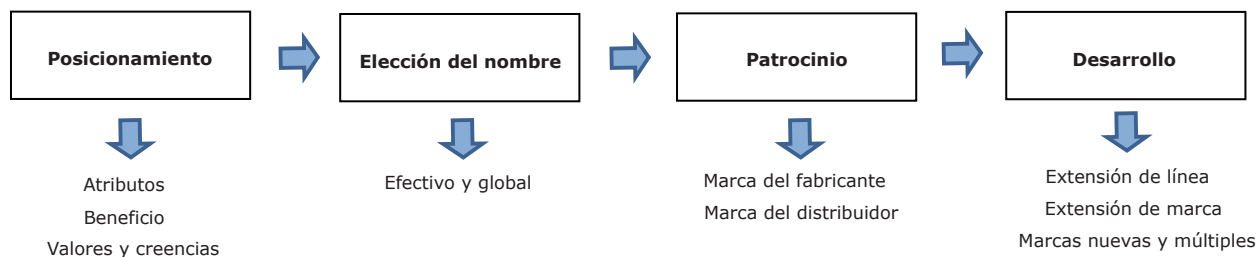 Posicionamiento
Elección del nombre
Patrocinio
Desarrollo
Atributos
Beneficio
Valores y creencias
Efectivo y global
Marca del fabricante
Marca del distribuidor
Extensión de línea
Extensión de marca
Marcas nuevas y múltiples